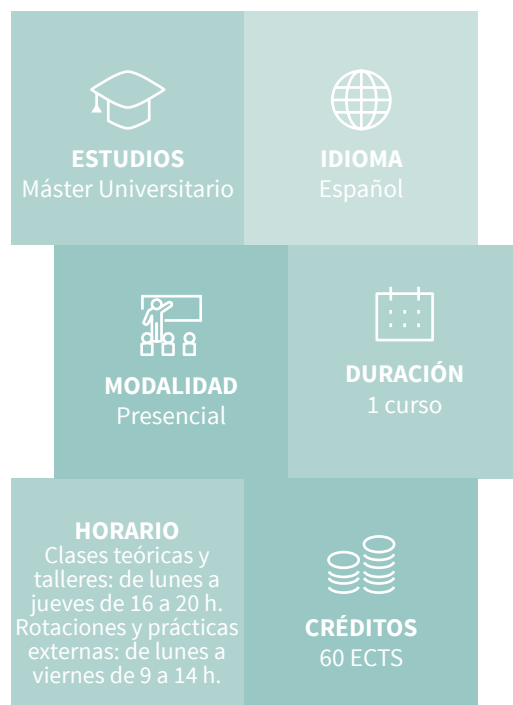 ESTUDIOS
Máster Universitario
IDIOMA
Español
MODALIDAD
Presencial
DURACIÓN
1 curso
HORARIO
Clases teóricas y
talleres: de lunes a
jueves de 16 a 20 h.
Rotaciones y prácticas
externas: de lunes a
viernes de 9 a 14 h.
CRÉDITOS
60 ECTS